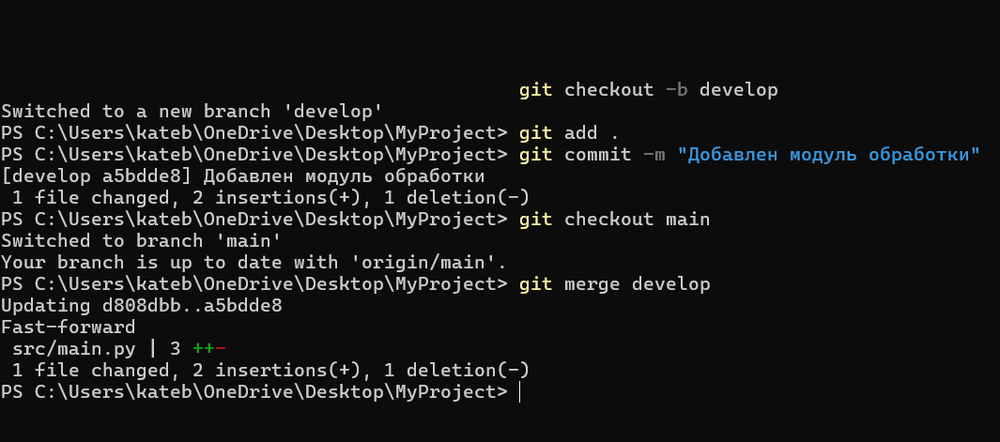 git checkout -b develop
Switched to a new branch 'develop'
PS C:\Users\kateb\OneDrive\Desktop\MyProject> git add .
PS C:\Users\kateb\OneDrive\Desktop\MyProject> git commit -m "Добавлен модуль обработки"
[develop a5bdde8] Добавлен модуль обработки
 1 file changed, 2 insertions(+), 1 deletion(-)
PS C:\Users\kateb\OneDrive\Desktop\MyProject> git checkout main
Switched to branch 'main'
Your branch is up to date with 'origin/main'.
PS C:\Users\kateb\OneDrive\Desktop\MyProject> git merge develop
Updating d808dbb..a5bdde8
Fast-forward
 src/main.py | 3 ++-
 1 file changed, 2 insertions(+), 1 deletion(-)
PS C:\Users\kateb\OneDrive\Desktop\MyProject>